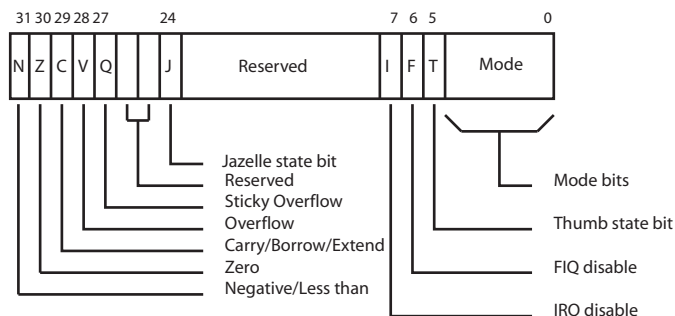 31 30 29 28 27 24 7 6 5 0
N Z C V Q J Reserved I F T Mode
Jazelle state bit
Reserved Mode bits
Sticky Overflow
Overflow Thumb state bit
Carry/Borrow/Extend
Zero FIQ disable
Negative/Less than
IRQ disable